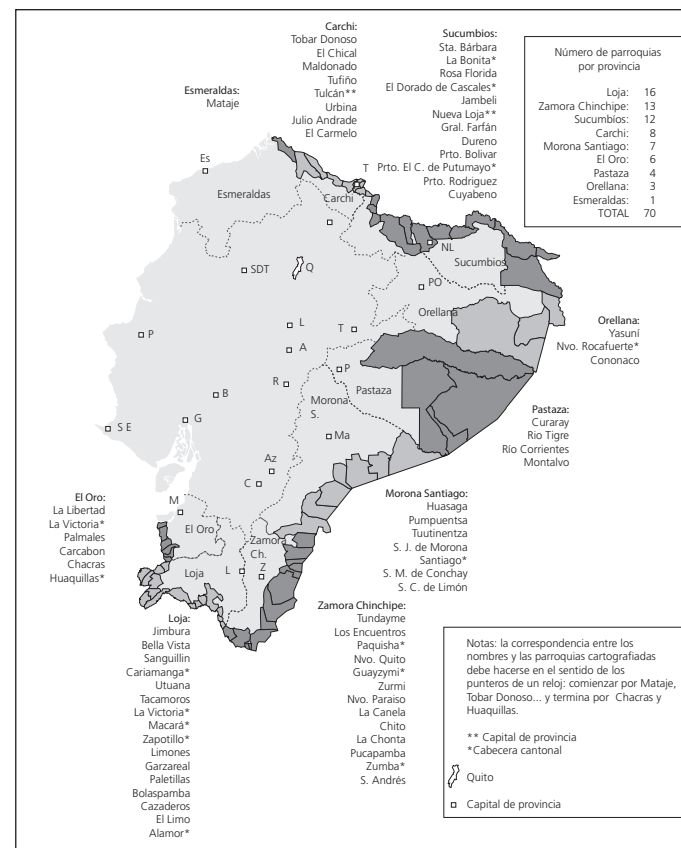 Carchi:
Tobar Donoso
El Chical
Maldonado
Tufiño
Tulcán**
Urbina
Julio Andrade
El Carmelo
Sucumbios:
Sta. Bárbara
La Bonita*
Rosa Florida
El Dorado de Cascales*
Jambeli
Nueva Loja**
Gral. Farfán
Dureno
Prto. Bolivar
Prto. El C. de Putumayo*
Prto. Rodriguez
Cuyabeno
Número de parroquias
por provincia
Loja: 16
Zamora Chinchipe: 13
Sucumbíos: 12
Carchi: 8
Morona Santiago: 7
El Oro: 6
Pastaza: 4
Orellana: 3
Esmeraldas: 1
TOTAL 70
Esmeraldas:
Mataje
Es
T
Esmeraldas
Carchi
NL
Sucumbios
SDT
Q
PO
Orellana
L
P
T
A
P
R
Pastaza
B
Morona
S.
G
S E
Ma
Az
C
M
El Oro
Zamora
Ch.
Loja
L
Z
Orellana:
Yasuní
Nvo. Rocafuerte*
Cononaco
Pastaza:
Curaray
Rio Tigre
Río Corrientes
Montalvo
El Oro:
La Libertad
La Victoria*
Palmales
Carcabon
Chacras
Huaquillas*
Morona Santiago:
Huasaga
Pumpuentsa
Tuutinentza
S. J. de Morona
Santiago*
S. M. de Conchay
S. C. de Limón
Loja:
Jimbura
Bella Vista
Sanguillin
Cariamanga*
Utuana
Tacamoros
La Victoria*
Macará*
Zapotillo*
Limones
Garzareal
Paletillas
Bolaspamba
Cazaderos
El Limo
Alamor*
Zamora Chinchipe:
Tundayme
Los Encuentros
Paquisha*
Nvo. Quito
Guayzymi*
Zurmi
Nvo. Paraiso
La Canela
Chito
La Chonta
Pucapamba
Zumba*
S. Andrés
Notas: la correspondencia entre los
nombres y las parroquias cartografiadas
debe hacerse en el sentido de los
punteros de un reloj: comienzar por Mataje,
Tobar Donoso... y termina por Chacras y
Huaquillas.
** Capital de provincia
*Cabecera cantonal
Quito
Capital de provincia